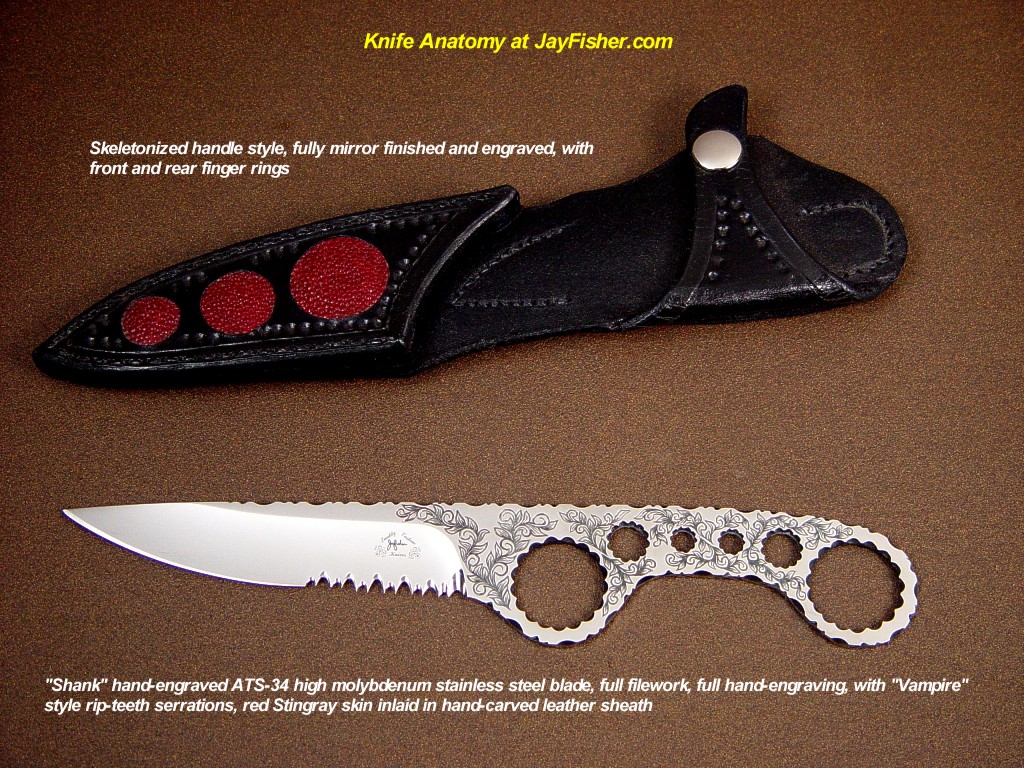 Knife Anatomy at JayFisher.com
Skeletonized handle style, fully mirror finished and engraved, with
front and rear finger rings
"Shank" hand-engraved ATS-34 high molybdenum stainless steel blade, full filework, full hand-engraving, with "Vampire"
style rip-teeth serrations, red Stingray skin inlaid in hand-carved leather sheath